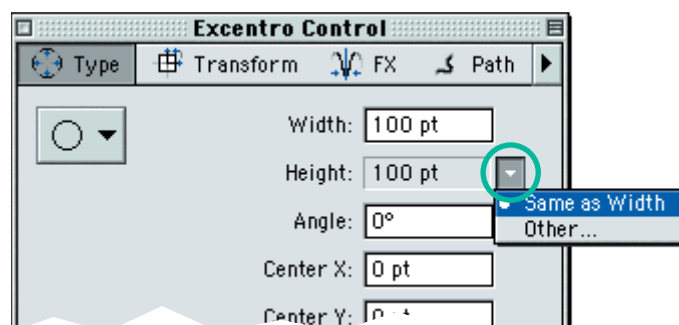 Excentro Control
Type Transform FX Path
Width: 100 pt
Height: 100 pt
Same as Width
Other...
Angle: 0°
Center X: 0 pt
Center Y: